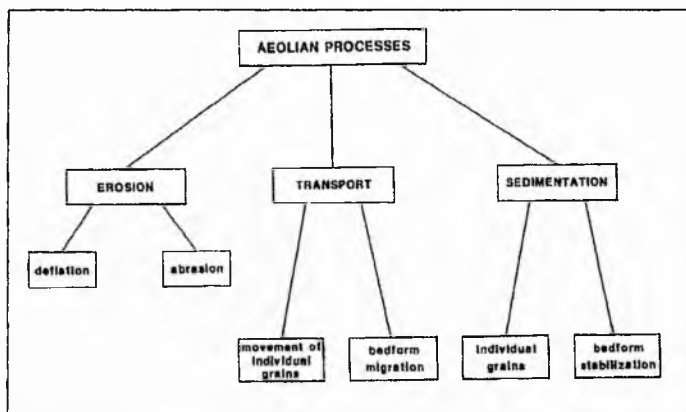 AEOLIAN PROCESSES
EROSION
TRANSPORT
SEDIMENTATION
deflation
abrasion
movement of
individual
grains
bedform
migration
individual
grains
bedform
stabilization